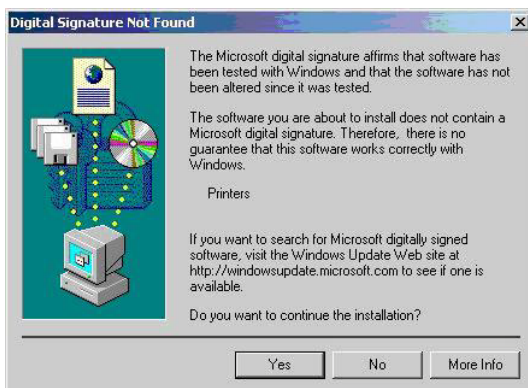 Digital Signature Not Found
The Microsoft digital signature affirms that software has
been tested with Windows and that the software has not
been altered since it was tested.
The software you are about to install does not contain a
Microsoft digital signature. Therefore, there is no
guarantee that this software works correctly with
Windows.
Printers
If you want to search for Microsoft digitally signed
software, visit the Windows Update Web site at
http://windowsupdate.microsoft.com to see if one is
available.
Do you want to continue the installation?
Yes
No
More Info